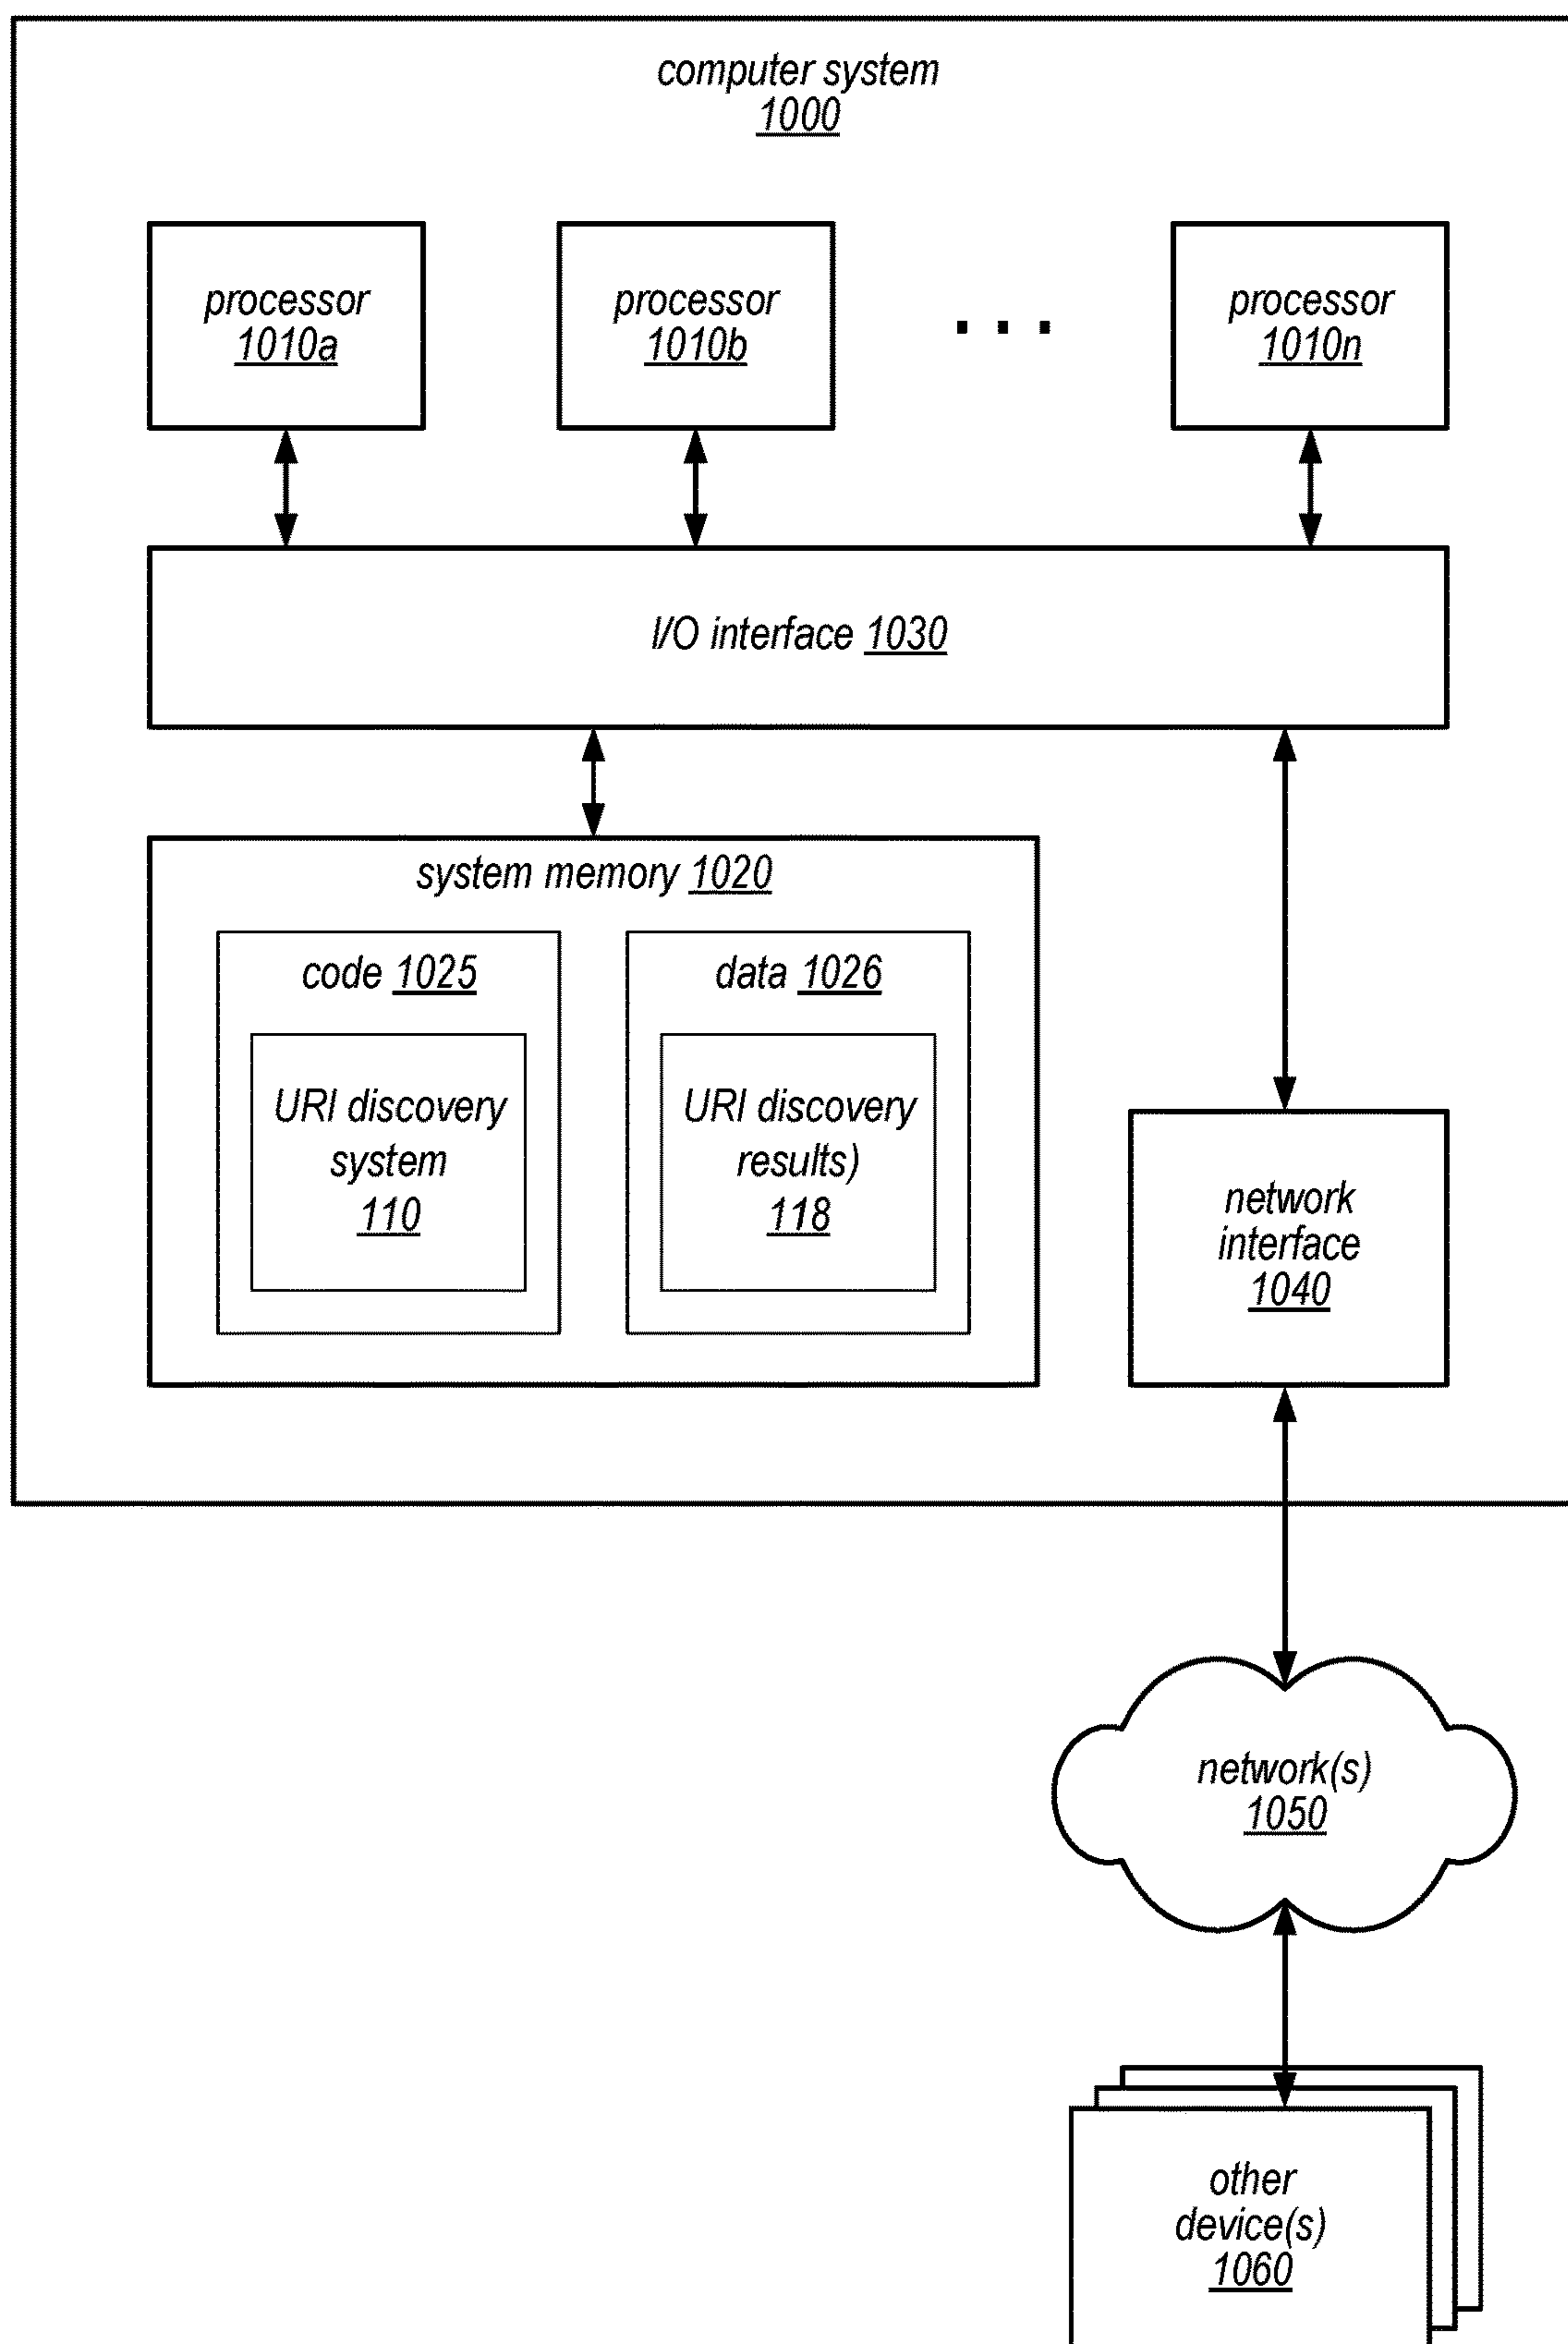 computer system
1000
processor
1010a
processor
1010b
. . .
processor
1010n
I/O interface 1030
system memory 1020
code 1025
URI discovery
system
110
data 1026
URI discovery
results)
118
network
interface
1040
network(s)
1050
other
device(s)
1060